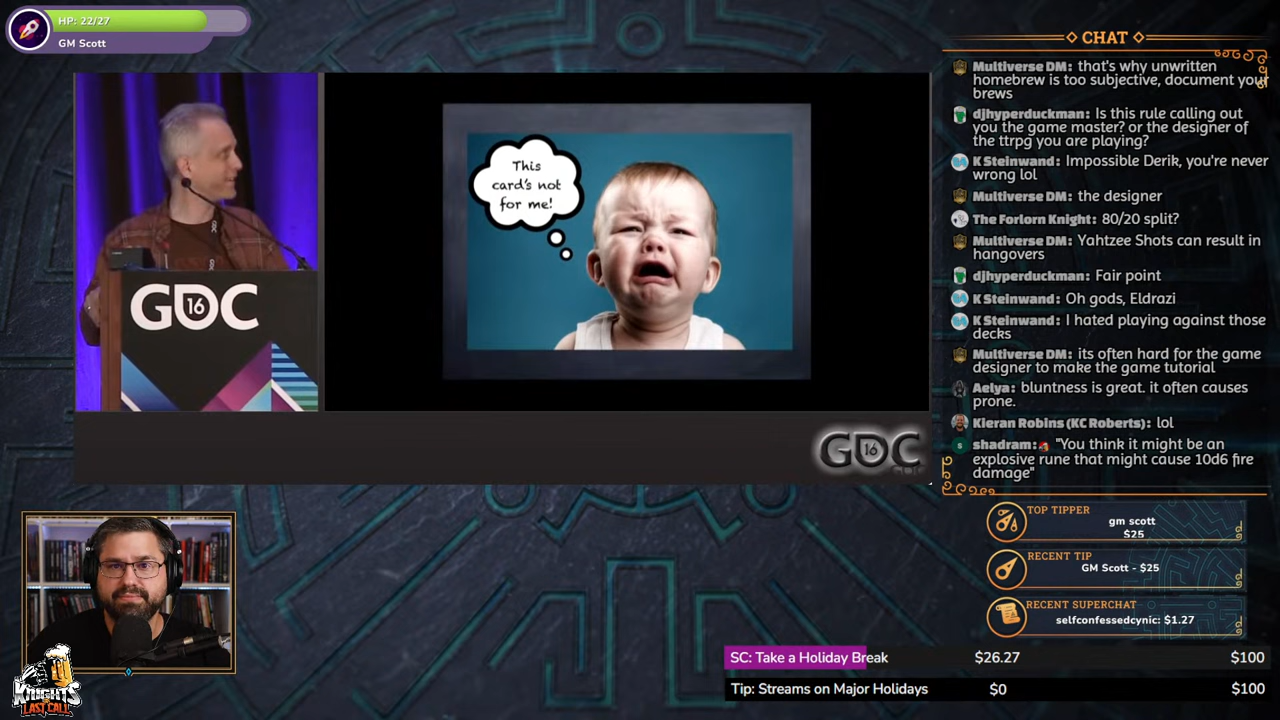 HP: 22/27
GM Scott
GDC
16
This
card's not
for me!
GDC
16
CHAT
Multiverse DM: that's why unwritten
homebrew is too subjective, document your
brews
djhyperduckman: Is this rule calling out
you the game master? or the designer of
the ttrpg you are playing?
K Steinwand: Impossible Derik, you're never
wrong lol
Multiverse DM: the designer
The Forlorn Knight: 80/20 split?
Multiverse DM: Yahtzee Shots can result in
hangovers
djhyperduckman: Fair point
K Steinwand: Oh gods, Eldrazi
K Steinwand: I hated playing against those
decks
Multiverse DM: its often hard for the game
designer to make the game tutorial
Aelya: bluntness is great. it often causes
prone.
Kieran Robins (KC Roberts): lol
shadram: "You think it might be an
explosive rune that might cause 10d6 fire
damage"
TOP TIPPER
gm scott
$25
RECENT TIP
GM Scott - $25
RECENT SUPERCHAT
selfconfessedcynic: $1.27
SC: Take a Holiday Break $26.27 $100
Tip: Streams on Major Holidays $0 $100
KNIGHTS
OF
LAST CALL